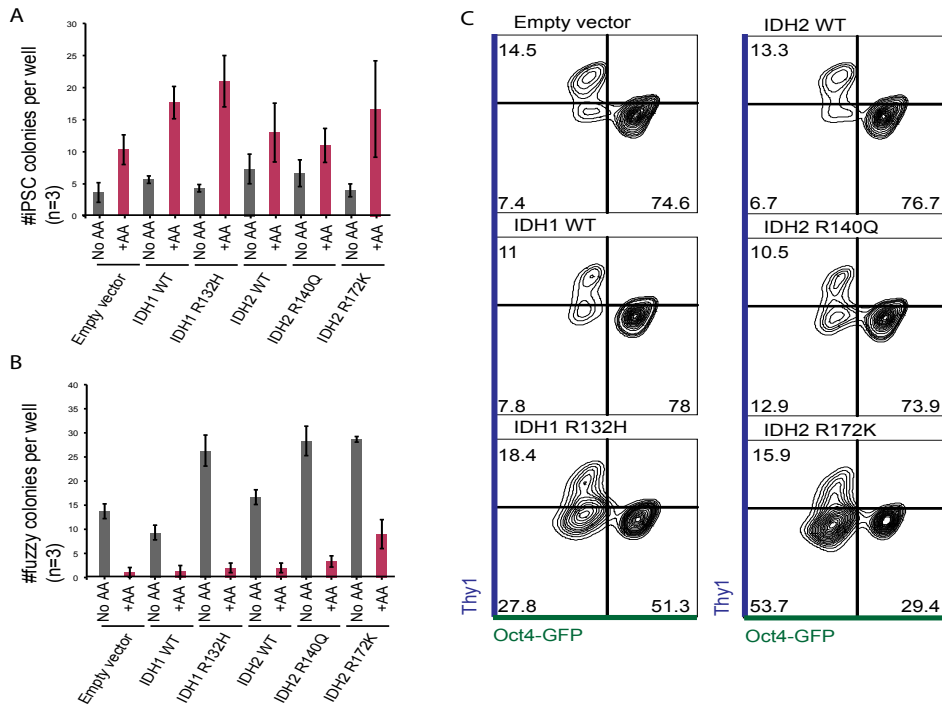 A
#iPSC colonies per well
(n=3)
30
25
20
15
10
5
0
No AA
+AA
No AA
+AA
No AA
+AA
No AA
+AA
No AA
+AA
No AA
+AA
Empty vector
IDH1 WT
IDH1 R132H
IDH2 WT
IDH2 R140Q
IDH2 R172K
B
#fuzzy colonies per well
(n=3)
40
35
30
25
20
15
10
5
0
No AA
+AA
No AA
+AA
No AA
+AA
No AA
+AA
No AA
+AA
No AA
+AA
Empty vector
IDH1 WT
IDH1 R132H
IDH2 WT
IDH2 R140Q
IDH2 R172K
C
Empty vector
14.5
7.4 74.6
IDH1 WT
11
7.8 78
IDH1 R132H
18.4
27.8 51.3
Thy1
Oct4-GFP
IDH2 WT
13.3
6.7 76.7
IDH2 R140Q
10.5
12.9 73.9
IDH2 R172K
15.9
53.7 29.4
Thy1
Oct4-GFP